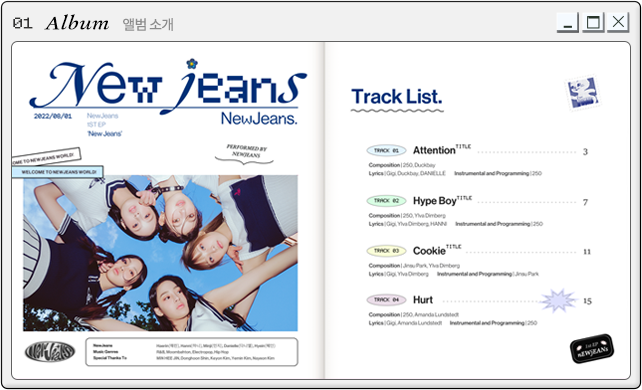 01 Album 앨범 소개
New Jeans
2022/08/01
NewJeans
1ST EP
'New Jeans'
NewJeans.
PERFORMED BY
NEWJEANS
COME TO NEWJEANS WORLD!
WELCOME TO NEWJEANS WORLD!
NewJeans
Music Genres R&B, Moombahton, Electropop, Hip Hop
Special Thanks To
Track List.
TRACK 01 Attention TITLE 3
Composition | 250, Duckbay
Lyrics | Gigi, Duckbay, DANIELLE Instrumental and Programming | 250
TRACK 02 Hype Boy TITLE 7
Composition | 250, Ylva Dimberg
Lyrics | Gigi, Ylva Dimberg, HANNI Instrumental and Programming | 250
TRACK 03 Cookie TITLE 11
Composition | Jinsu Park, Ylva Dimberg
Lyrics | Gigi, Ylva Dimberg Instrumental and Programming | Jinsu Park
TRACK 04 Hurt 15
Composition | 250, Amanda Lundstedt
Lyrics | Gigi, Amanda Lundstedt Instrumental and Programming | 250
1st EP
NEWJEANS